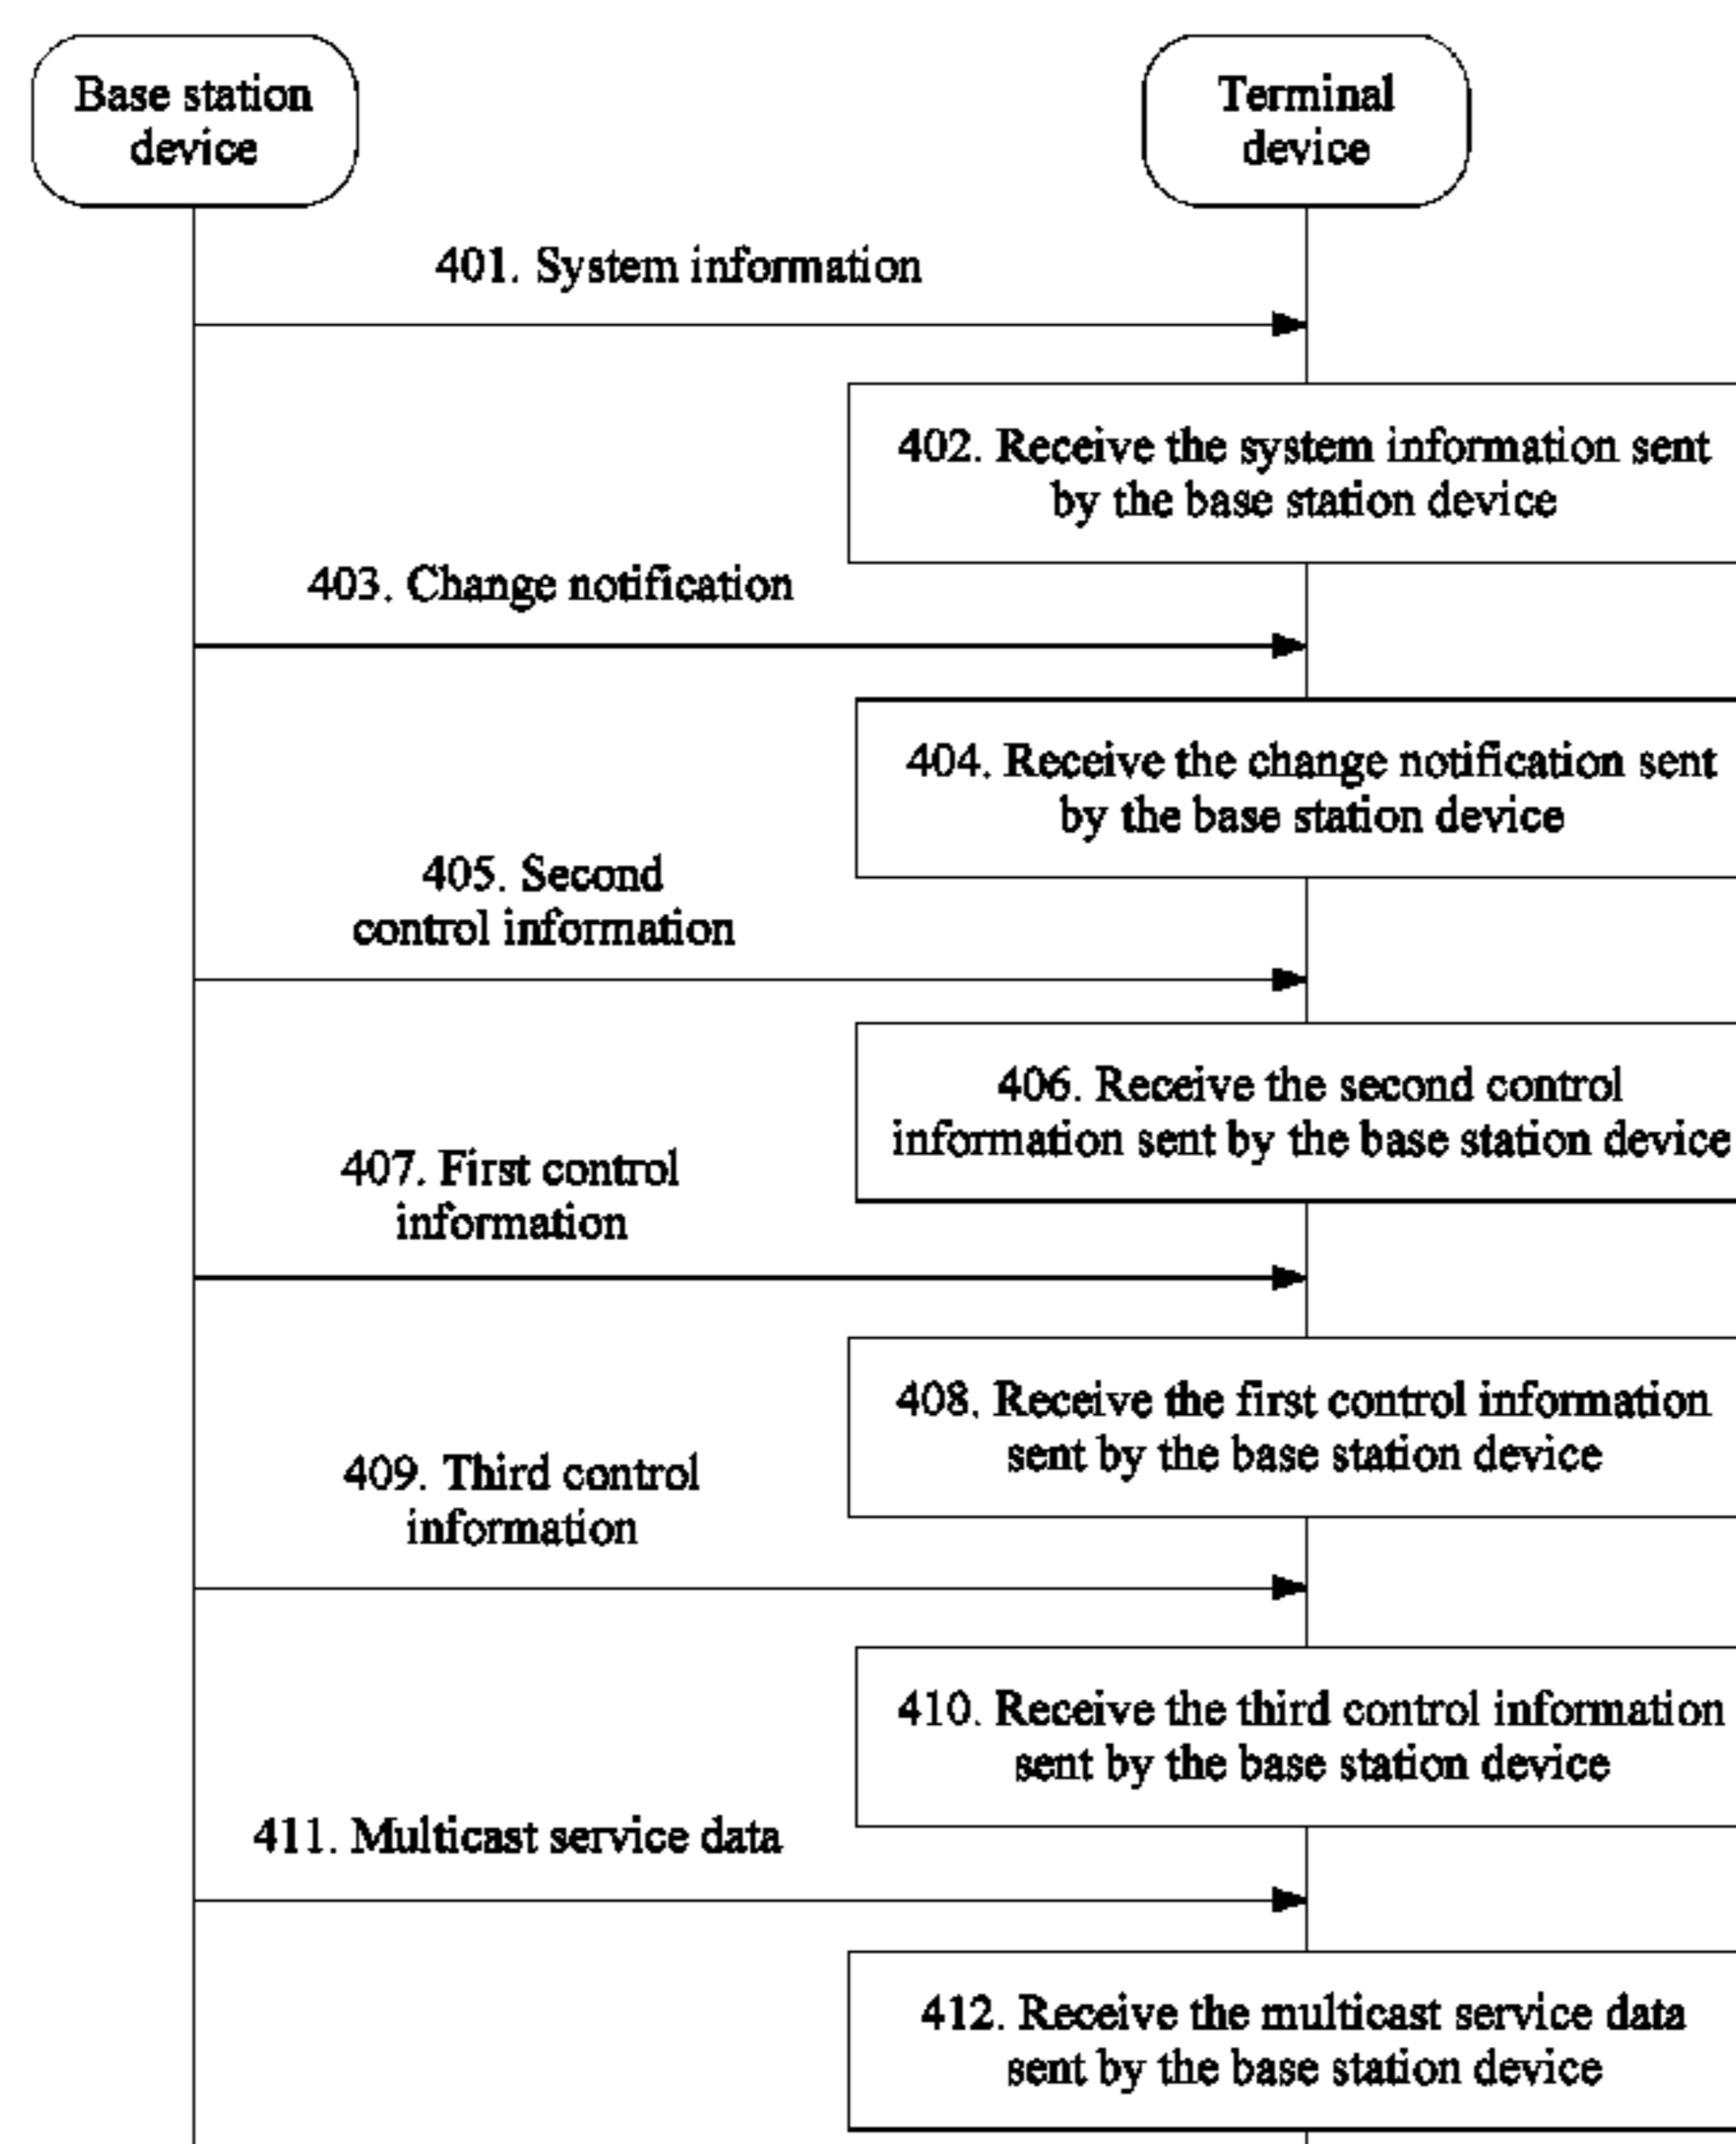 Base station
device
Terminal
device
401. System information
402. Receive the system information sent
by the base station device
403. Change notification
404. Receive the change notification sent
by the base station device
405. Second
control information
406. Receive the second control
information sent by the base station device
407. First control
information
408. Receive the first control information
sent by the base station device
409. Third control
information
410. Receive the third control information
sent by the base station device
411. Multicast service data
412. Receive the multicast service data
sent by the base station device